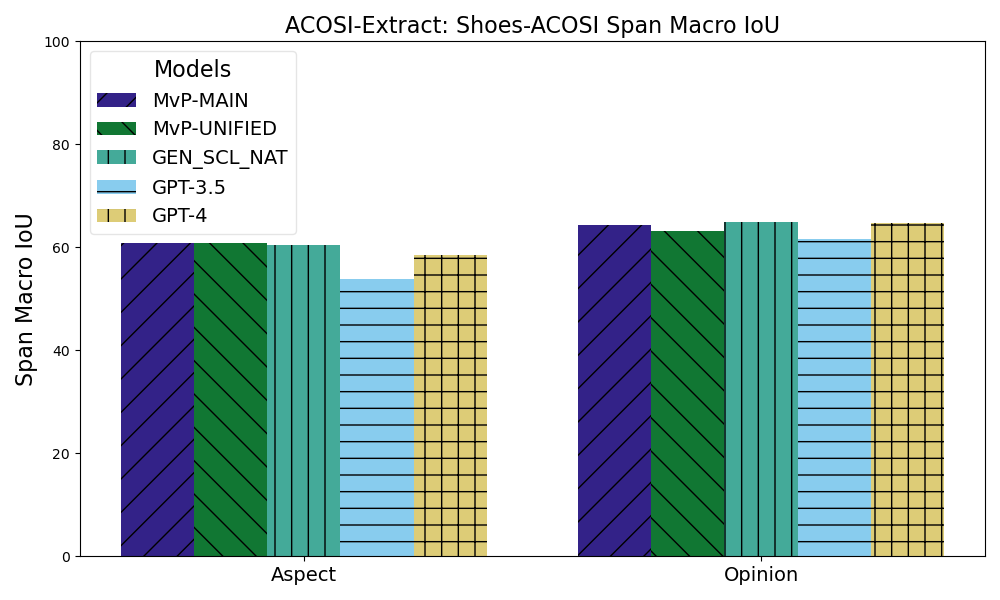 ACOSI-Extract: Shoes-ACOSI Span Macro IoU
Span Macro IoU
100
80
60
40
20
0
Models
MvP-MAIN
MvP-UNIFIED
GEN_SCL_NAT
GPT-3.5
GPT-4
Aspect
Opinion